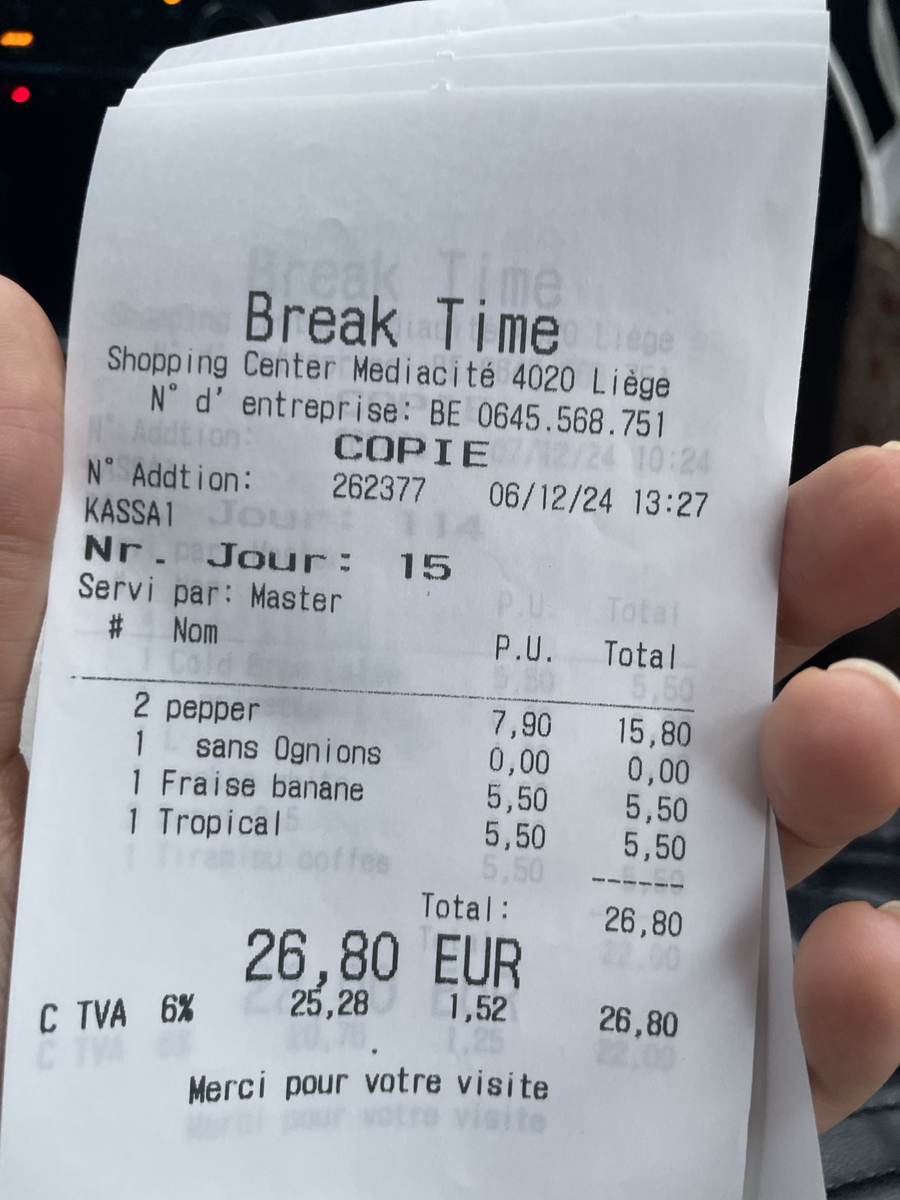 Break Time
Shopping Center Mediacité 4020 Liège
N° d' entreprise: BE 0645.568.751
COPIE
N° Addtion: 262377 06/12/24 13:27
KASSA1
Nr. Jour: 15
Servi par: Master
# Nom P.U. Total
2 pepper 7,90 15,80
1 sans Ognions 0,00 0,00
1 Fraise banane 5,50 5,50
1 Tropical 5,50 5,50
------
Total: 26,80
26,80 EUR
C TVA 6% 25,28 1,52 26,80
Merci pour votre visite